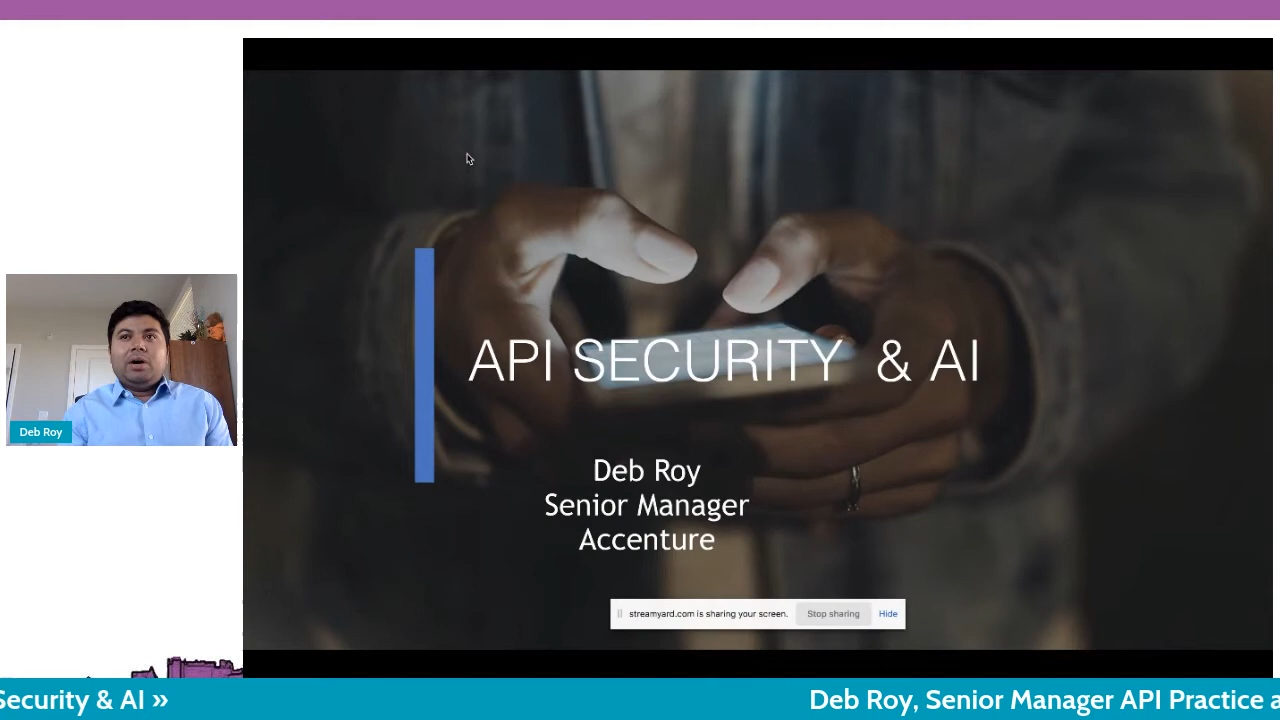 API SECURITY & AI
Deb Roy
Senior Manager
Accenture
Deb Roy
streamyard.com is sharing your screen. Stop sharing Hide
Security & AI »
Deb Roy, Senior Manager API Practice a